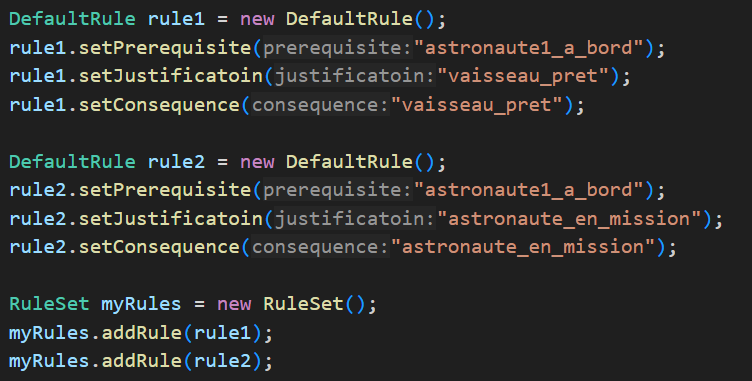 DefaultRule rule1 = new DefaultRule();
rule1.setPrerequisite(prerequisite:"astronaute1_a_bord");
rule1.setJustificatoin(justificatoin:"vaisseau_pret");
rule1.setConsequence(consequence:"vaisseau_pret");
DefaultRule rule2 = new DefaultRule();
rule2.setPrerequisite(prerequisite:"astronaute1_a_bord");
rule2.setJustificatoin(justificatoin:"astronaute_en_mission");
rule2.setConsequence(consequence:"astronaute_en_mission");
RuleSet myRules = new RuleSet();
myRules.addRule(rule1);
myRules.addRule(rule2);